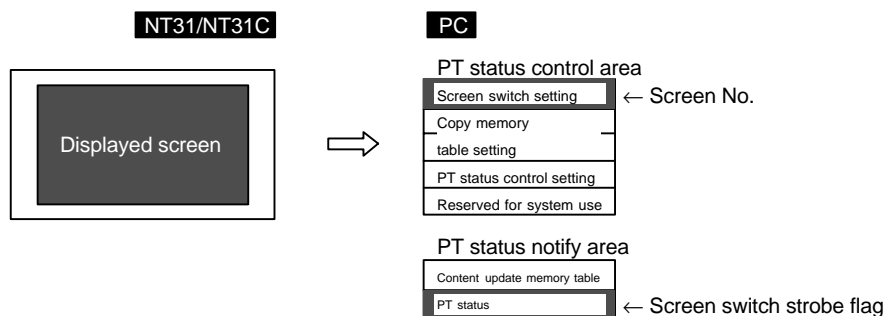 NT31/NT31C
PC
PT status control area
Screen switch setting
← Screen No.
Copy memory
table setting
PT status control setting
Reserved for system use
Displayed screen
PT status notify area
Content update memory table
PT status
← Screen switch strobe flag